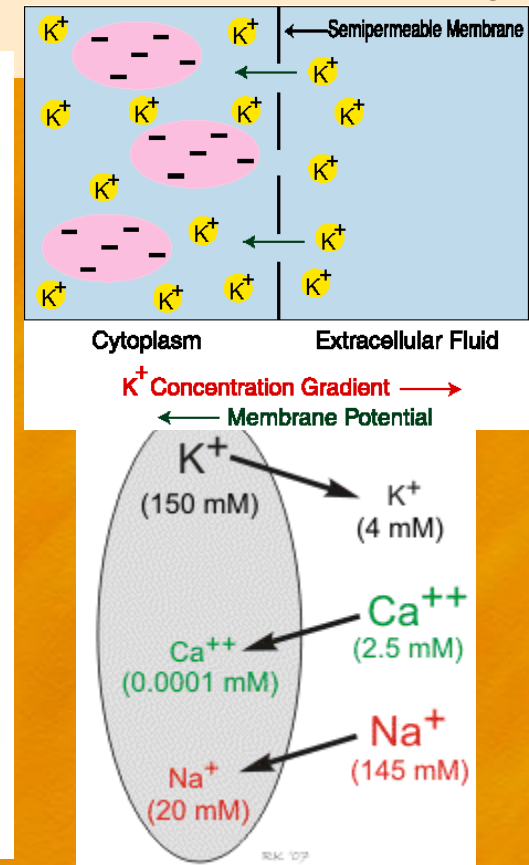 K+ K+ Semipermeable Membrane
K+
K+ K+ K+ K+
K+
K+
K+ K+
K+ K+ K+ K+
Cytoplasm Extracellular Fluid
K+ Concentration Gradient
Membrane Potential
K+
(150 mM)
K+
(4 mM)
Ca++
(2.5 mM)
Ca++
(0.0001 mM)
Na+
(145 mM)
Na+
(20 mM)
RK '07